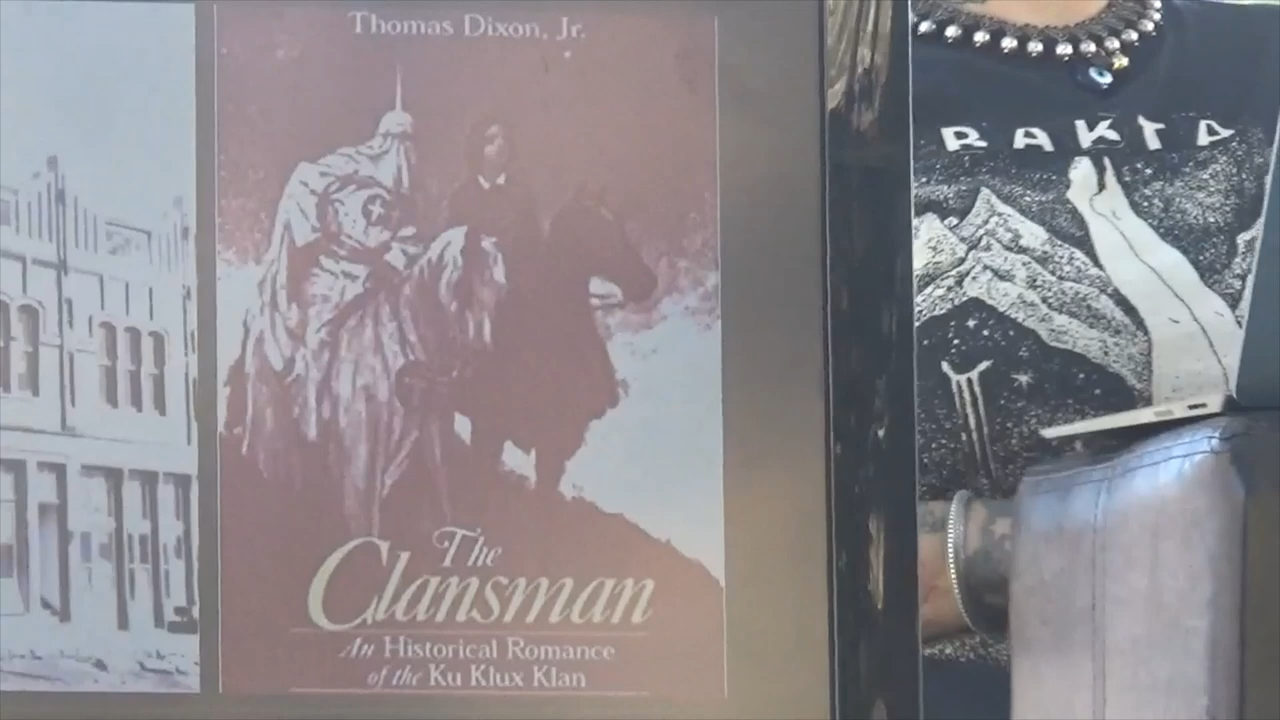 Thomas Dixon, Jr.
The
Clansman
An Historical Romance
of the Ku Klux Klan
RAKTA